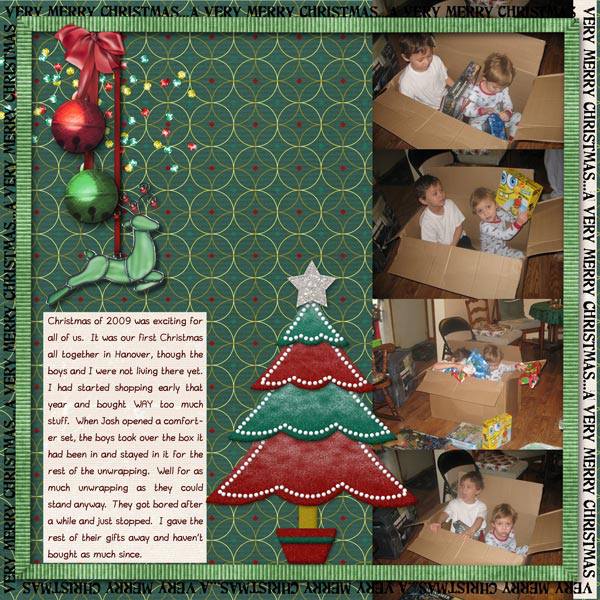 VERY MERRY CHRISTMAS...A VERY MERRY CHRISTMAS...A VERY MERRY CHRISTMAS
Christmas of 2009 was exciting for
all of us. It was our first Christmas
all together in Hanover, though the
boys and I were not living there yet.
I had started shopping early that
year and bought WAY too much
stuff. When Josh opened a comfort-
er set, the boys took over the box it
had been in and stayed in it for the
rest of the unwrapping. Well for as
much unwrapping as they could
stand anyway. They got bored after
a while and just stopped. I gave the
rest of their gifts away and haven't
bought as much since.
VERY MERRY CHRISTMAS...A VERY MERRY CHRISTMAS...A VERY MERRY CHRISTMAS
VERY MERRY CHRISTMAS...A VERY MERRY CHRISTMAS...A VERY MERRY CHRISTMAS
VERY MERRY CHRISTMAS...A VERY MERRY CHRISTMAS...A VERY MERRY CHRISTMAS